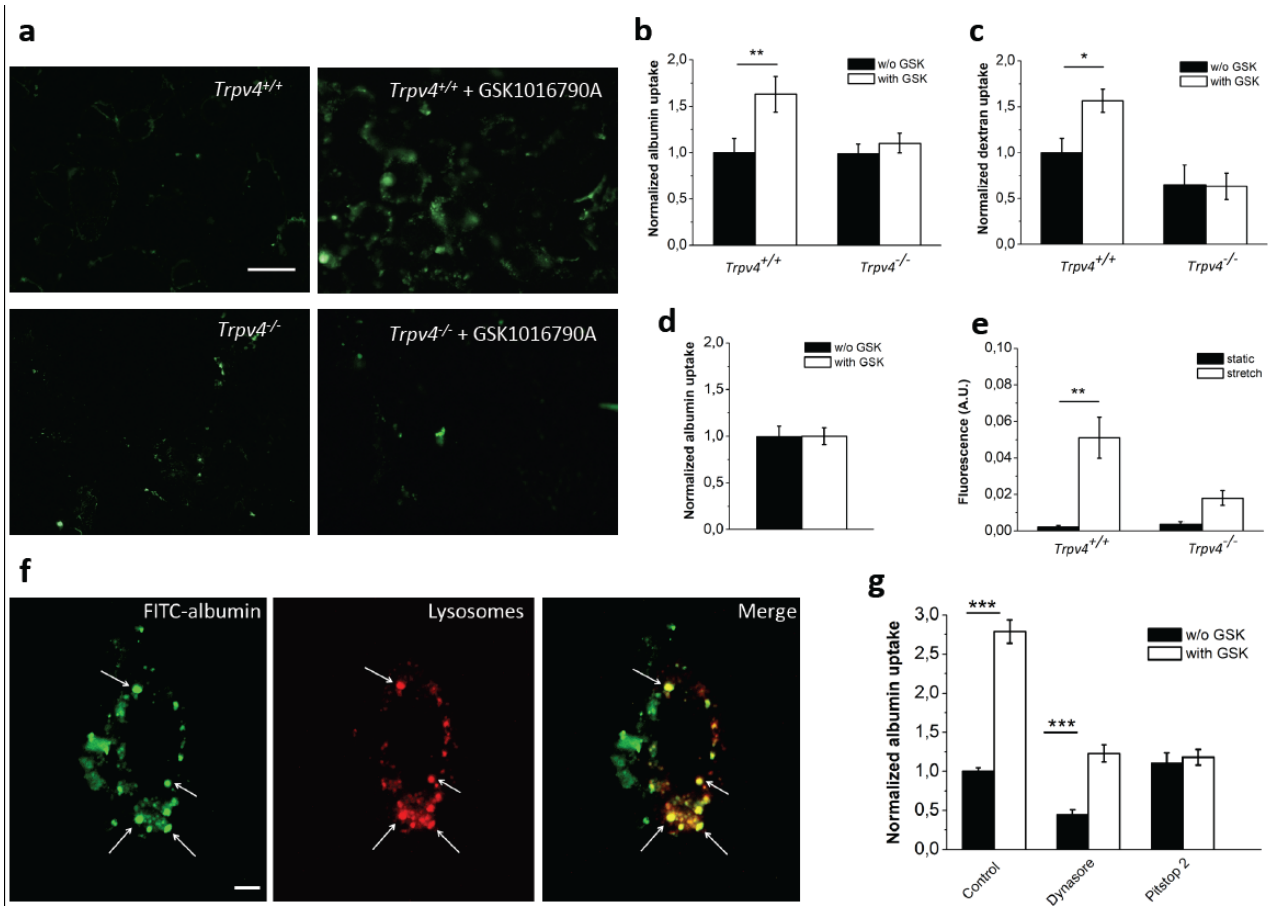 a
Trpv4+/+
Trpv4+/+ + GSK1016790A
Trpv4-/-
Trpv4-/- + GSK1016790A
b
Normalized albumin uptake
2,0
1,5
1,0
0,5
0,0
**
w/o GSK
with GSK
Trpv4+/+
Trpv4-/-
c
Normalized dextran uptake
2,0
1,5
1,0
0,5
0,0
*
w/o GSK
with GSK
Trpv4+/+
Trpv4-/-
d
Normalized albumin uptake
2,0
1,5
1,0
0,5
0,0
w/o GSK
with GSK
e
Fluorescence (A.U.)
0,10
0,08
0,06
0,04
0,02
0,00
**
static
stretch
Trpv4+/+
Trpv4-/-
f
FITC-albumin
Lysosomes
Merge
g
Normalized albumin uptake
3,0
2,5
2,0
1,5
1,0
0,5
0,0
***
***
w/o GSK
with GSK
Control
Dynasore
Pitstop 2